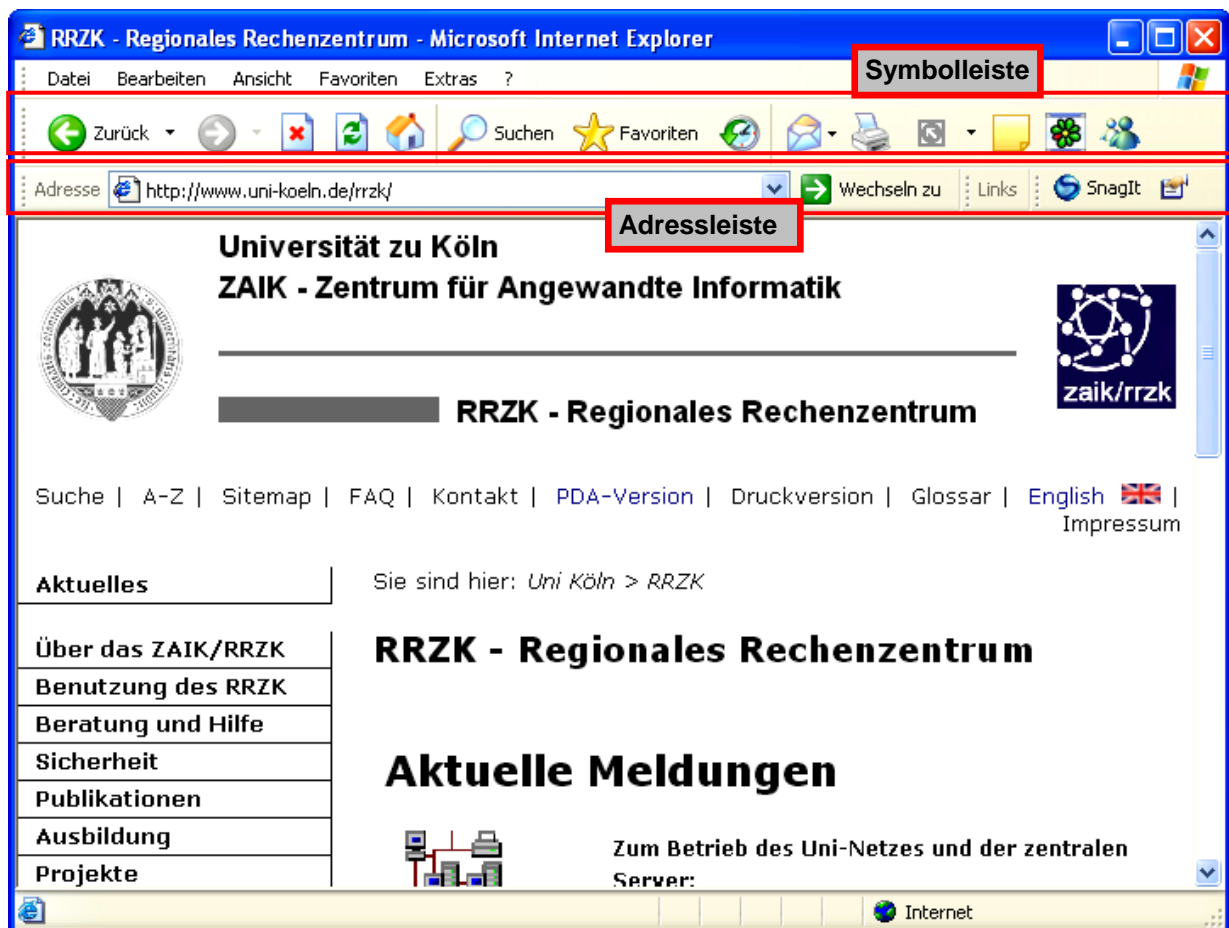 RRZK - Regionales Rechenzentrum - Microsoft Internet Explorer
Datei Bearbeiten Ansicht Favoriten Extras ?
Symbolleiste
Zurück Suchen Favoriten
Adresse http://www.uni-koeln.de/rrzk/ Wechseln zu Links SnagIt
Adressleiste
Universität zu Köln
ZAIK - Zentrum für Angewandte Informatik
RRZK - Regionales Rechenzentrum
zaik/rrzk
Suche | A-Z | Sitemap | FAQ | Kontakt | PDA-Version | Druckversion | Glossar | English |
Impressum
Aktuelles
Sie sind hier: Uni Köln > RRZK
Über das ZAIK/RRZK
Benutzung des RRZK
Beratung und Hilfe
Sicherheit
Publikationen
Ausbildung
Projekte
RRZK - Regionales Rechenzentrum
Aktuelle Meldungen
Zum Betrieb des Uni-Netzes und der zentralen
Server:
Internet